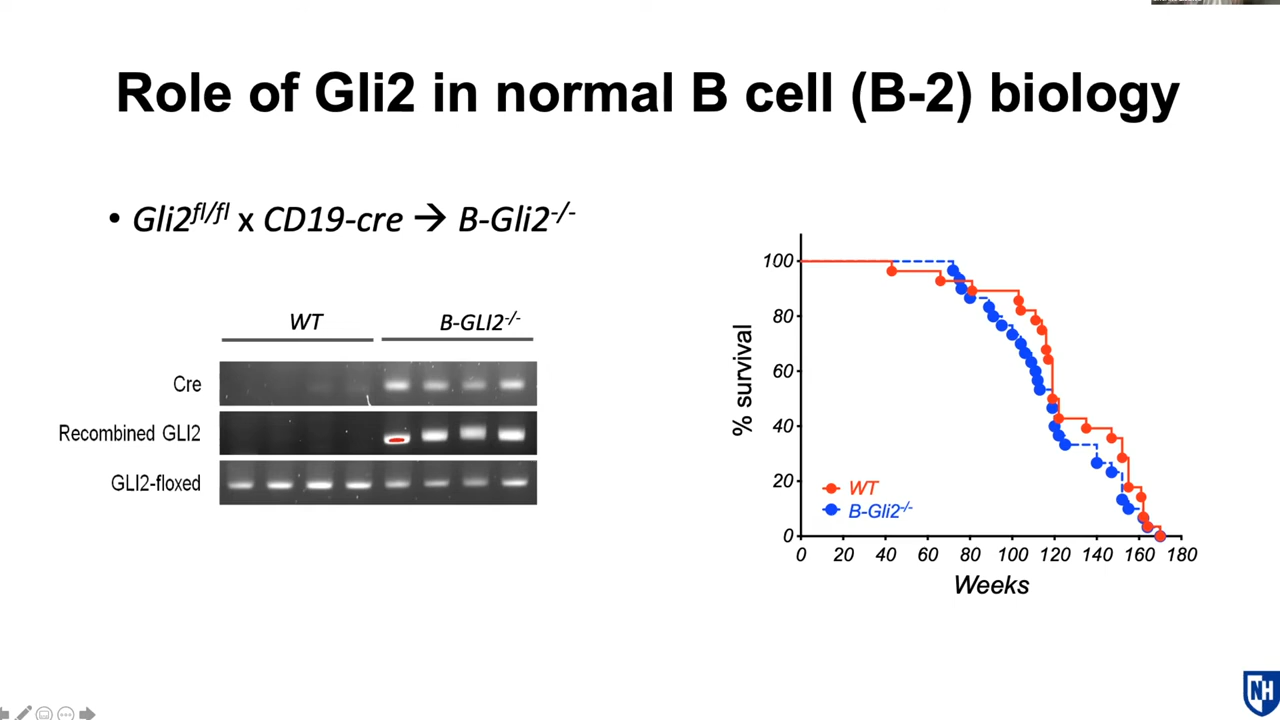 Role of Gli2 in normal B cell (B-2) biology
• Gli2fl/fl x CD19-cre → B-Gli2-/-
WT B-GLI2-/-
Cre
Recombined GLI2
GLI2-floxed
% survival
100
80
60
40
20
0
WT
B-Gli2-/-
0 20 40 60 80 100 120 140 160 180
Weeks
NH